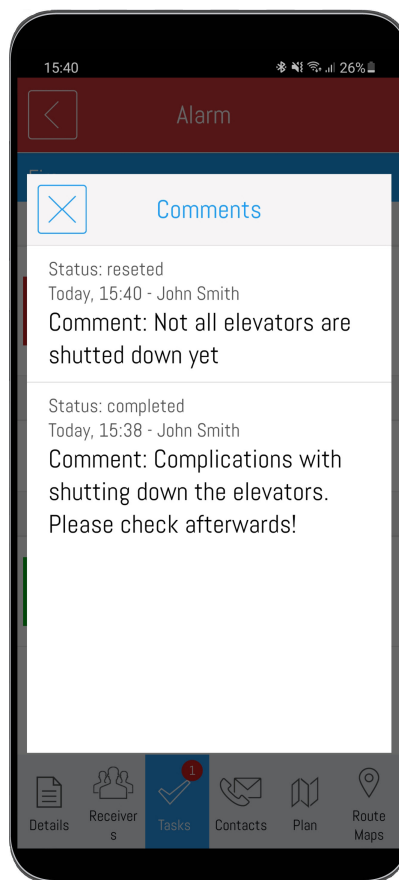 15:40
26%
Alarm
Comments
Status: reseted
Today, 15:40 - John Smith
Comment: Not all elevators are
shutted down yet
Status: completed
Today, 15:38 - John Smith
Comment: Complications with
shutting down the elevators.
Please check afterwards!
1
Details
Receiver
s
Tasks
Contacts
Plan
Route
Maps